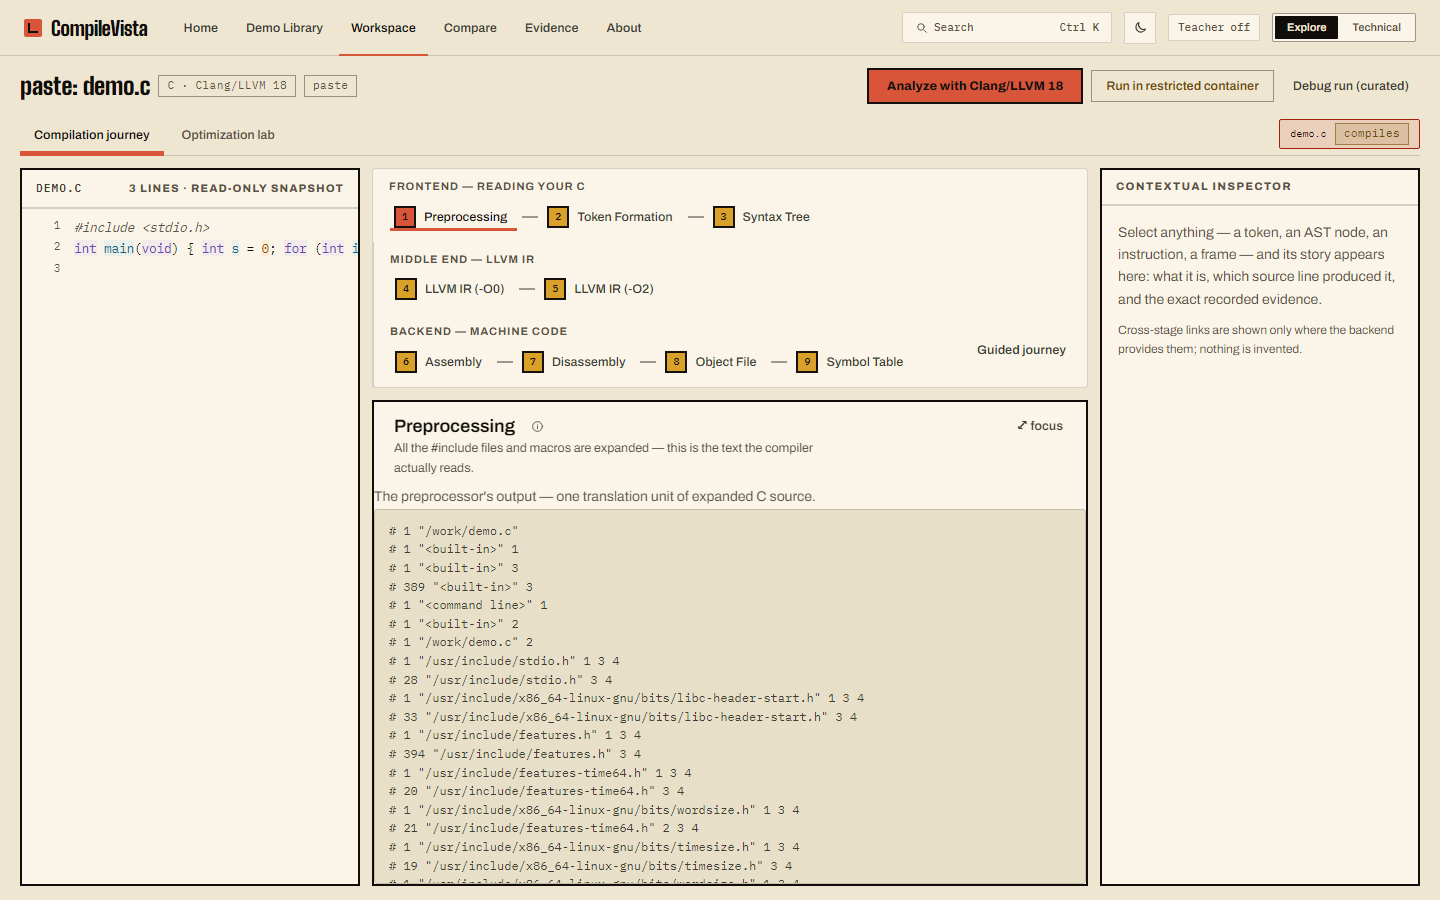 CompileVista
Home
Demo Library
Workspace
Compare
Evidence
About
Search
Ctrl K
Teacher off
Explore
Technical
paste: demo.c
C · Clang/LLVM 18
paste
Analyze with Clang/LLVM 18
Run in restricted container
Debug run (curated)
Compilation journey
Optimization lab
demo.c
compiles
DEMO.C
3 LINES · READ-ONLY SNAPSHOT
1 #include <stdio.h>
2 int main(void) { int s = 0; for (int i
3
FRONTEND — READING YOUR C
1 Preprocessing — 2 Token Formation — 3 Syntax Tree
MIDDLE END — LLVM IR
4 LLVM IR (-O0) — 5 LLVM IR (-O2)
BACKEND — MACHINE CODE
6 Assembly — 7 Disassembly — 8 Object File — 9 Symbol Table
Guided journey
Preprocessing
focus
All the #include files and macros are expanded — this is the text the compiler
actually reads.
The preprocessor's output — one translation unit of expanded C source.
# 1 "/work/demo.c"
# 1 "<built-in>" 1
# 1 "<built-in>" 3
# 389 "<built-in>" 3
# 1 "<command line>" 1
# 1 "<built-in>" 2
# 1 "/work/demo.c" 2
# 1 "/usr/include/stdio.h" 1 3 4
# 28 "/usr/include/stdio.h" 3 4
# 1 "/usr/include/x86_64-linux-gnu/bits/libc-header-start.h" 1 3 4
# 33 "/usr/include/x86_64-linux-gnu/bits/libc-header-start.h" 3 4
# 1 "/usr/include/features.h" 1 3 4
# 394 "/usr/include/features.h" 3 4
# 1 "/usr/include/features-time64.h" 1 3 4
# 20 "/usr/include/features-time64.h" 3 4
# 1 "/usr/include/x86_64-linux-gnu/bits/wordsize.h" 1 3 4
# 21 "/usr/include/features-time64.h" 2 3 4
# 1 "/usr/include/x86_64-linux-gnu/bits/timesize.h" 1 3 4
# 19 "/usr/include/x86_64-linux-gnu/bits/timesize.h" 3 4
# 1 "/usr/include/x86_64-linux-gnu/bits/wordsize.h" 1 3 4
CONTEXTUAL INSPECTOR
Select anything — a token, an AST node, an
instruction, a frame — and its story appears
here: what it is, which source line produced it,
and the exact recorded evidence.
Cross-stage links are shown only where the backend
provides them; nothing is invented.